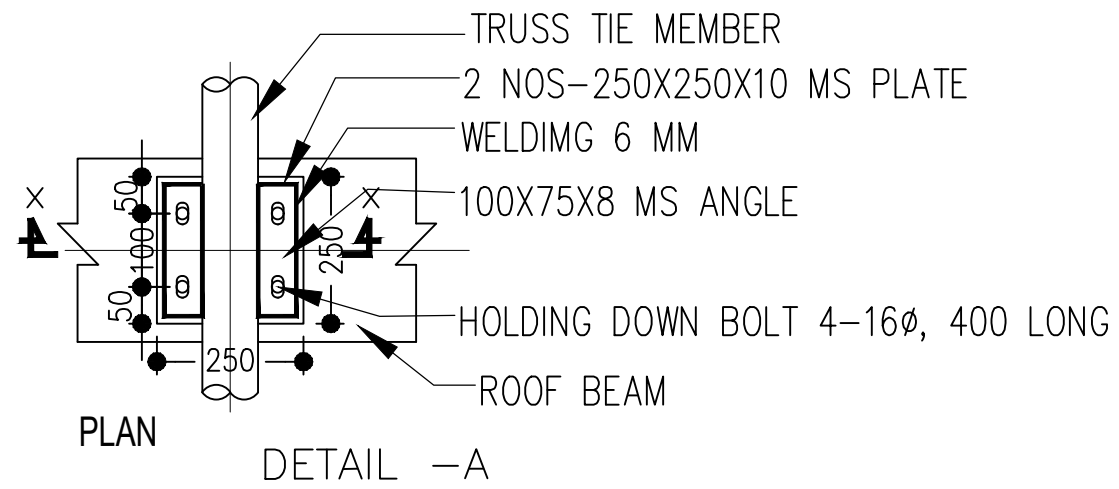 TRUSS TIE MEMBER
2 NOS-250X250X10 MS PLATE
WELDIMG 6 MM
100X75X8 MS ANGLE
HOLDING DOWN BOLT 4-16ø, 400 LONG
ROOF BEAM
X
X
50
100
50
250
250
PLAN
DETAIL -A